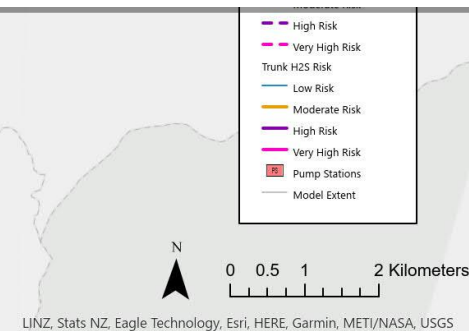 Moderate Risk
High Risk
Very High Risk
Trunk H2S Risk
Low Risk
Moderate Risk
High Risk
Very High Risk
PS Pump Stations
Model Extent
N
0 0.5 1 2 Kilometers
LINZ, Stats NZ, Eagle Technology, Esri, HERE, Garmin, METI/NASA, USGS